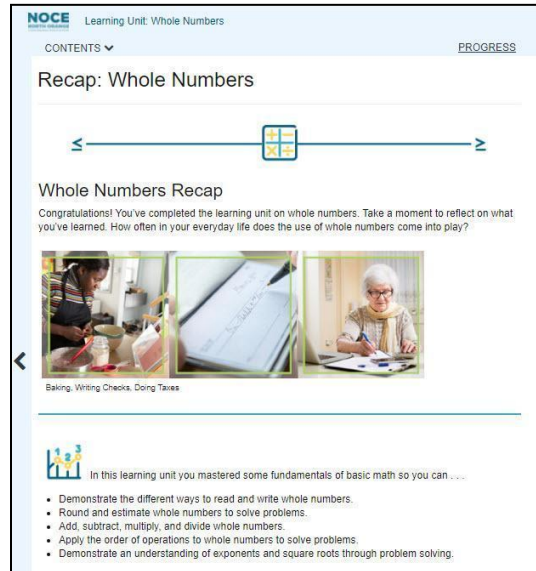 NOCE Learning Unit: Whole Numbers
CONTENTS PROGRESS
Recap: Whole Numbers
≤ ≥
Whole Numbers Recap
Congratulations! You've completed the learning unit on whole numbers. Take a moment to reflect on what
you've learned. How often in your everyday life does the use of whole numbers come into play?
Baking, Writing Checks, Doing Taxes
1 2 3
In this learning unit you mastered some fundamentals of basic math so you can . . .
• Demonstrate the different ways to read and write whole numbers.
• Round and estimate whole numbers to solve problems.
• Add, subtract, multiply, and divide whole numbers.
• Apply the order of operations to whole numbers to solve problems.
• Demonstrate an understanding of exponents and square roots through problem solving.